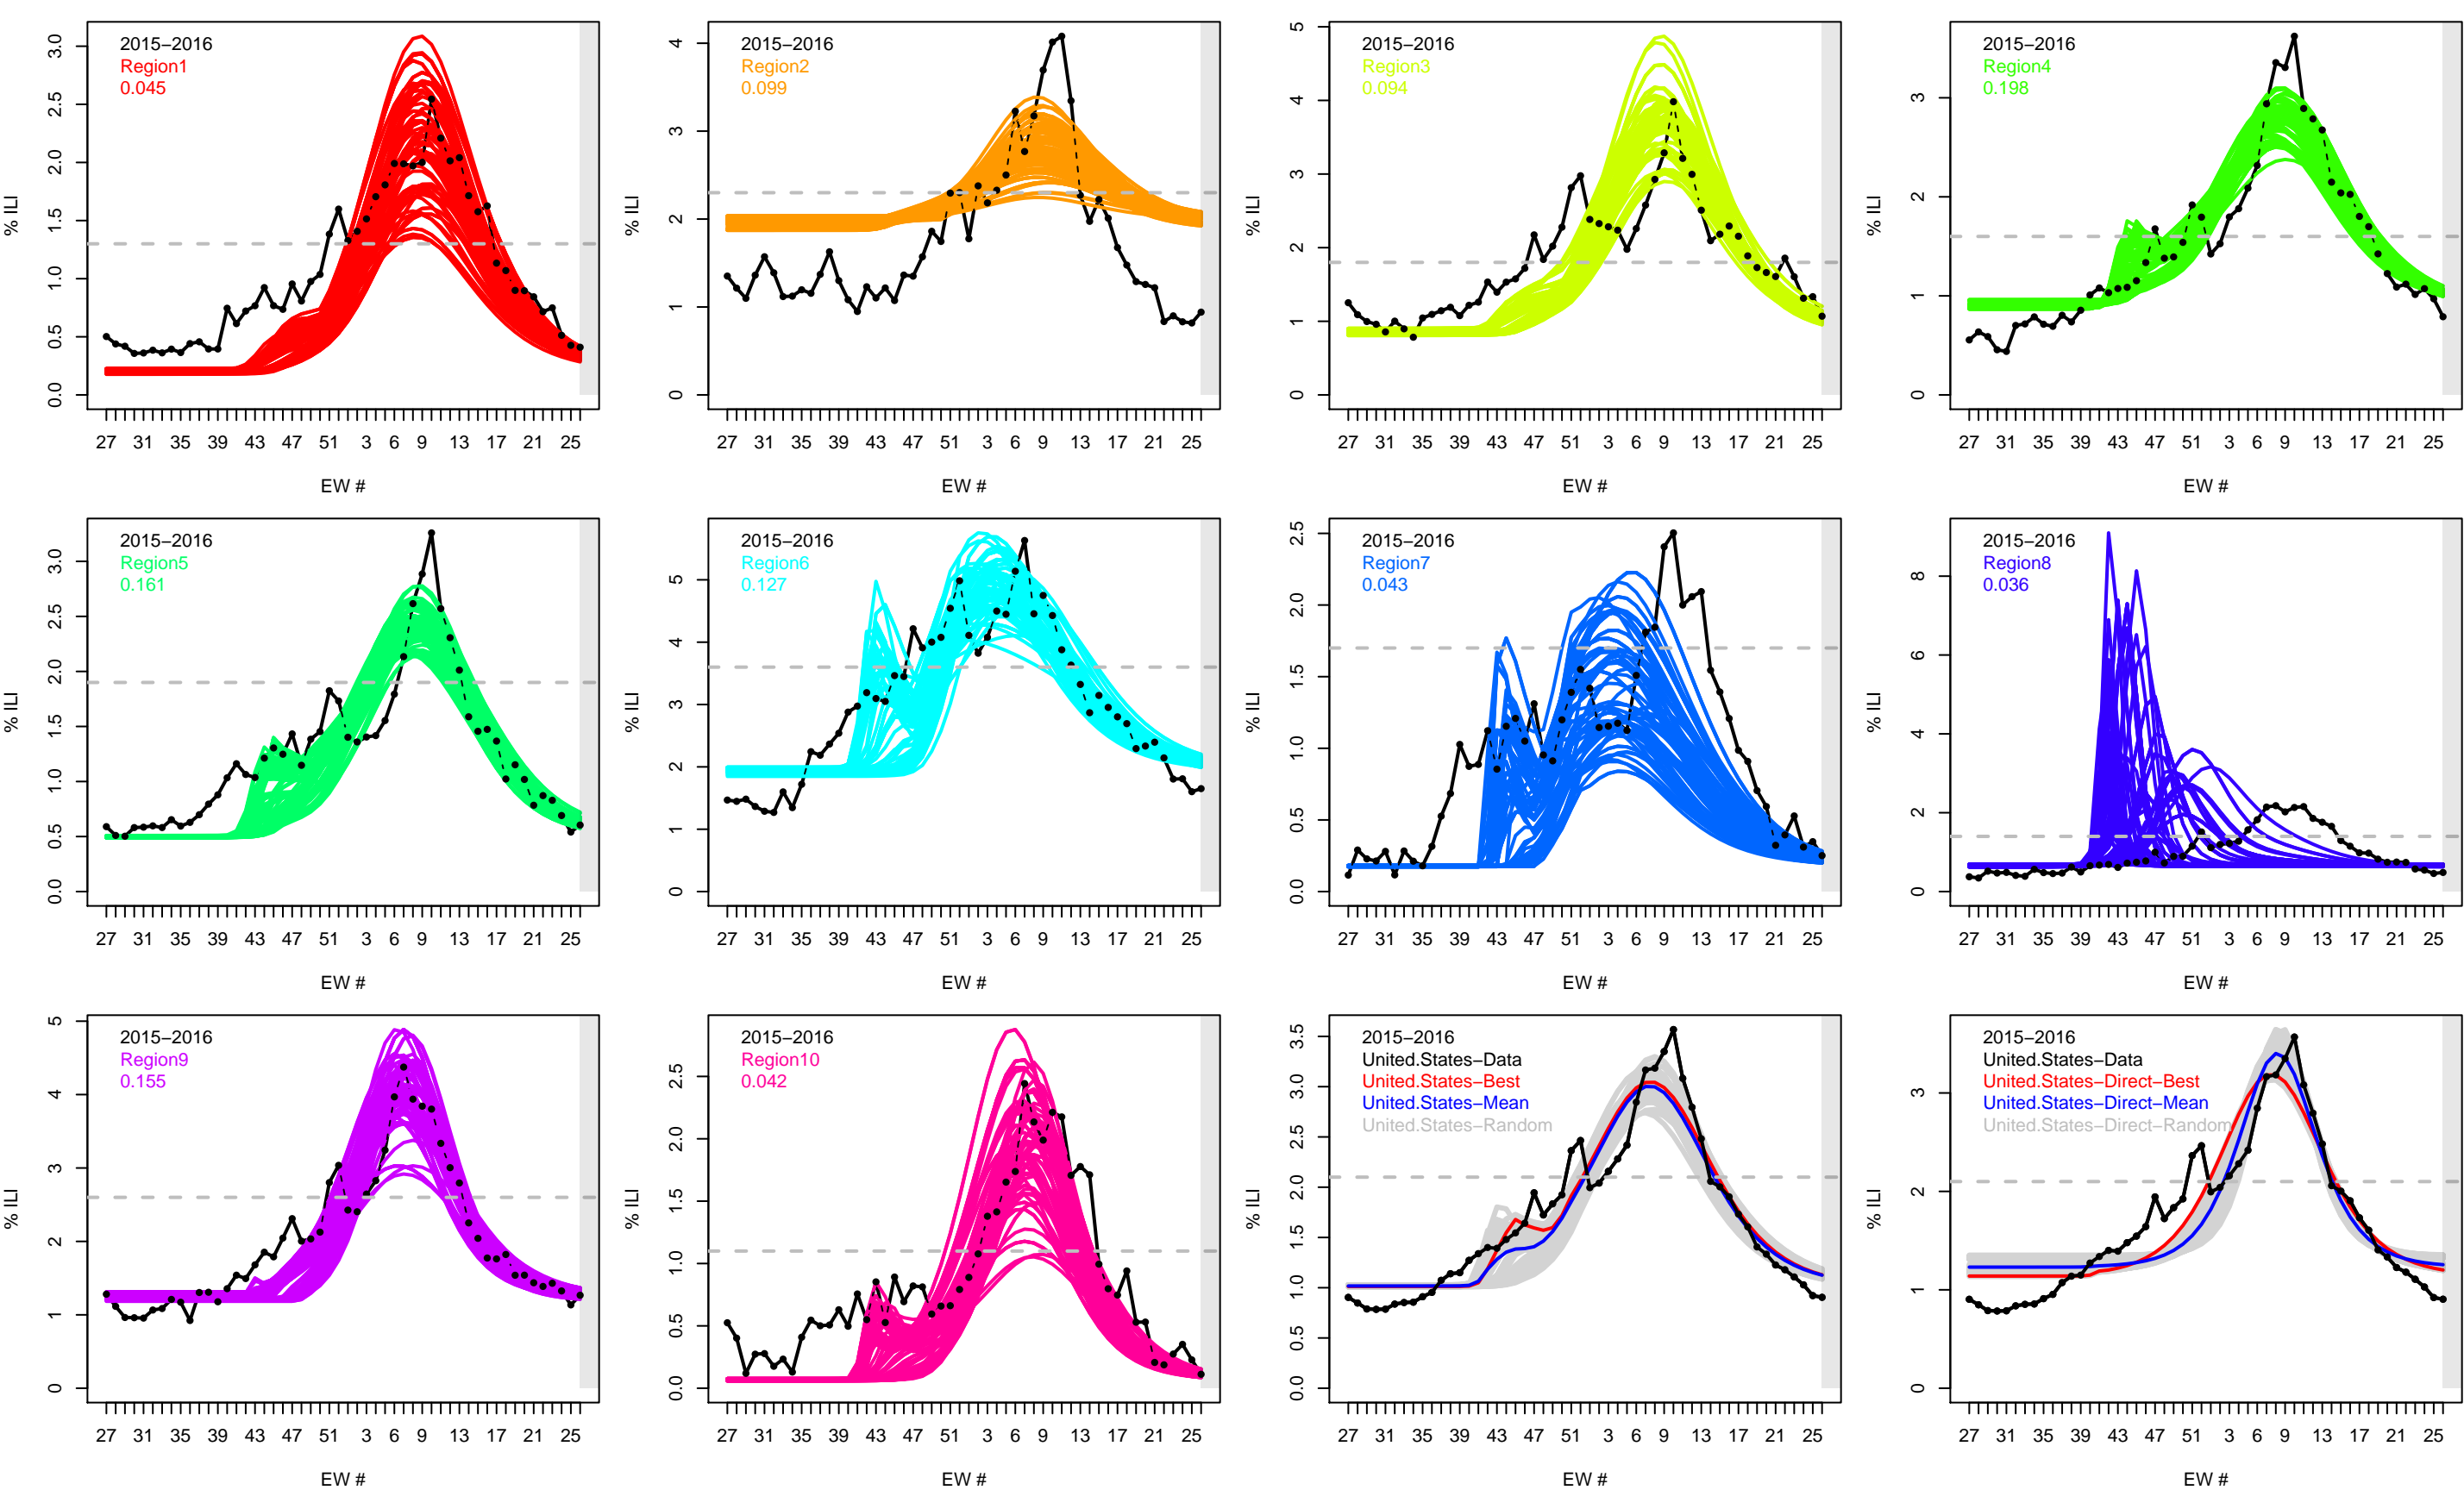 2015−2016
Region1
0.045
% ILI
0.0 0.5 1.0 1.5 2.0 2.5 3.0
27 31 35 39 43 47 51 3 6 9 13 17 21 25
EW #
2015−2016
Region2
0.099
% ILI
0 1 2 3 4
27 31 35 39 43 47 51 3 6 9 13 17 21 25
EW #
2015−2016
Region3
0.094
% ILI
0 1 2 3 4 5
27 31 35 39 43 47 51 3 6 9 13 17 21 25
EW #
2015−2016
Region4
0.198
% ILI
0 1 2 3
27 31 35 39 43 47 51 3 6 9 13 17 21 25
EW #
2015−2016
Region5
0.161
% ILI
0.0 0.5 1.0 1.5 2.0 2.5 3.0
27 31 35 39 43 47 51 3 6 9 13 17 21 25
EW #
2015−2016
Region6
0.127
% ILI
0 1 2 3 4 5
27 31 35 39 43 47 51 3 6 9 13 17 21 25
EW #
2015−2016
Region7
0.043
% ILI
0.0 0.5 1.0 1.5 2.0 2.5
27 31 35 39 43 47 51 3 6 9 13 17 21 25
EW #
2015−2016
Region8
0.036
% ILI
0 2 4 6 8
27 31 35 39 43 47 51 3 6 9 13 17 21 25
EW #
2015−2016
Region9
0.155
% ILI
0 1 2 3 4 5
27 31 35 39 43 47 51 3 6 9 13 17 21 25
EW #
2015−2016
Region10
0.042
% ILI
0.0 0.5 1.0 1.5 2.0 2.5
27 31 35 39 43 47 51 3 6 9 13 17 21 25
EW #
2015−2016
United.States−Data
United.States−Best
United.States−Mean
United.States−Random
% ILI
0.0 0.5 1.0 1.5 2.0 2.5 3.0 3.5
27 31 35 39 43 47 51 3 6 9 13 17 21 25
EW #
2015−2016
United.States−Data
United.States−Direct−Best
United.States−Direct−Mean
United.States−Direct−Random
% ILI
0 1 2 3
27 31 35 39 43 47 51 3 6 9 13 17 21 25
EW #